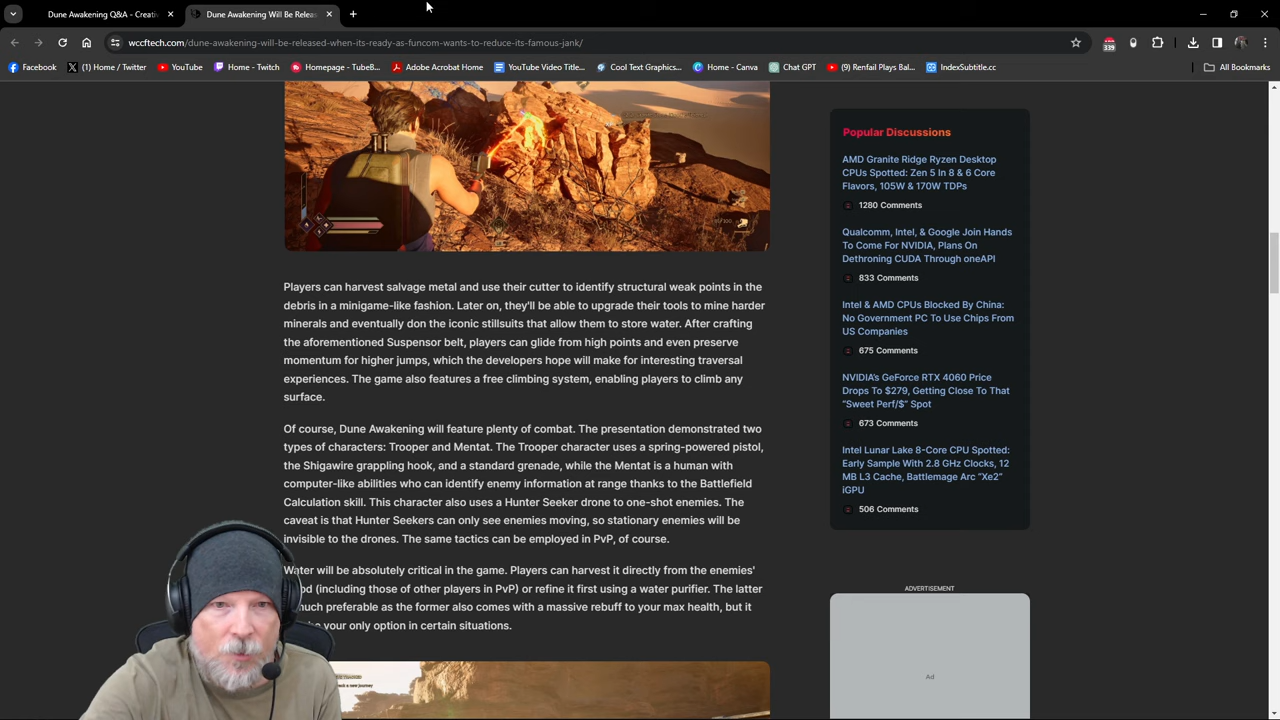 Dune Awakening Q&A - Creati
Dune Awakening Will Be Relea
wccftech.com/dune-awakening-will-be-released-when-its-ready-as-funcom-wants-to-reduce-its-famous-jank/
339
Facebook
(1) Home / Twitter
YouTube
Home - Twitch
Homepage - TubeB...
Adobe Acrobat Home
YouTube Video Title...
Cool Text Graphics...
Home - Canva
Chat GPT
(9) Renfail Plays Bal...
IndexSubtitle.cc
All Bookmarks
Players can harvest salvage metal and use their cutter to identify structural weak points in the
debris in a minigame-like fashion. Later on, they'll be able to upgrade their tools to mine harder
minerals and eventually don the iconic stillsuits that allow them to store water. After crafting
the aforementioned Suspensor belt, players can glide from high points and even preserve
momentum for higher jumps, which the developers hope will make for interesting traversal
experiences. The game also features a free climbing system, enabling players to climb any
surface.
Of course, Dune Awakening will feature plenty of combat. The presentation demonstrated two
types of characters: Trooper and Mentat. The Trooper character uses a spring-powered pistol,
the Shigawire grappling hook, and a standard grenade, while the Mentat is a human with
computer-like abilities who can identify enemy information at range thanks to the Battlefield
Calculation skill. This character also uses a Hunter Seeker drone to one-shot enemies. The
caveat is that Hunter Seekers can only see enemies moving, so stationary enemies will be
invisible to the drones. The same tactics can be employed in PvP, of course.
Water will be absolutely critical in the game. Players can harvest it directly from the enemies'
(including those of other players in PvP) or refine it first using a water purifier. The latter
much preferable as the former also comes with a massive rebuff to your max health, but it
your only option in certain situations.
Popular Discussions
AMD Granite Ridge Ryzen Desktop
CPUs Spotted: Zen 5 In 8 & 6 Core
Flavors, 105W & 170W TDPs
1280 Comments
Qualcomm, Intel, & Google Join Hands
To Come For NVIDIA, Plans On
Dethroning CUDA Through oneAPI
833 Comments
Intel & AMD CPUs Blocked By China:
No Government PC To Use Chips From
US Companies
675 Comments
NVIDIA's GeForce RTX 4060 Price
Drops To $279, Getting Close To That
"Sweet Perf/$" Spot
673 Comments
Intel Lunar Lake 8-Core CPU Spotted:
Early Sample With 2.8 GHz Clocks, 12
MB L3 Cache, Battlemage Arc "Xe2"
iGPU
506 Comments
ADVERTISEMENT
Ad